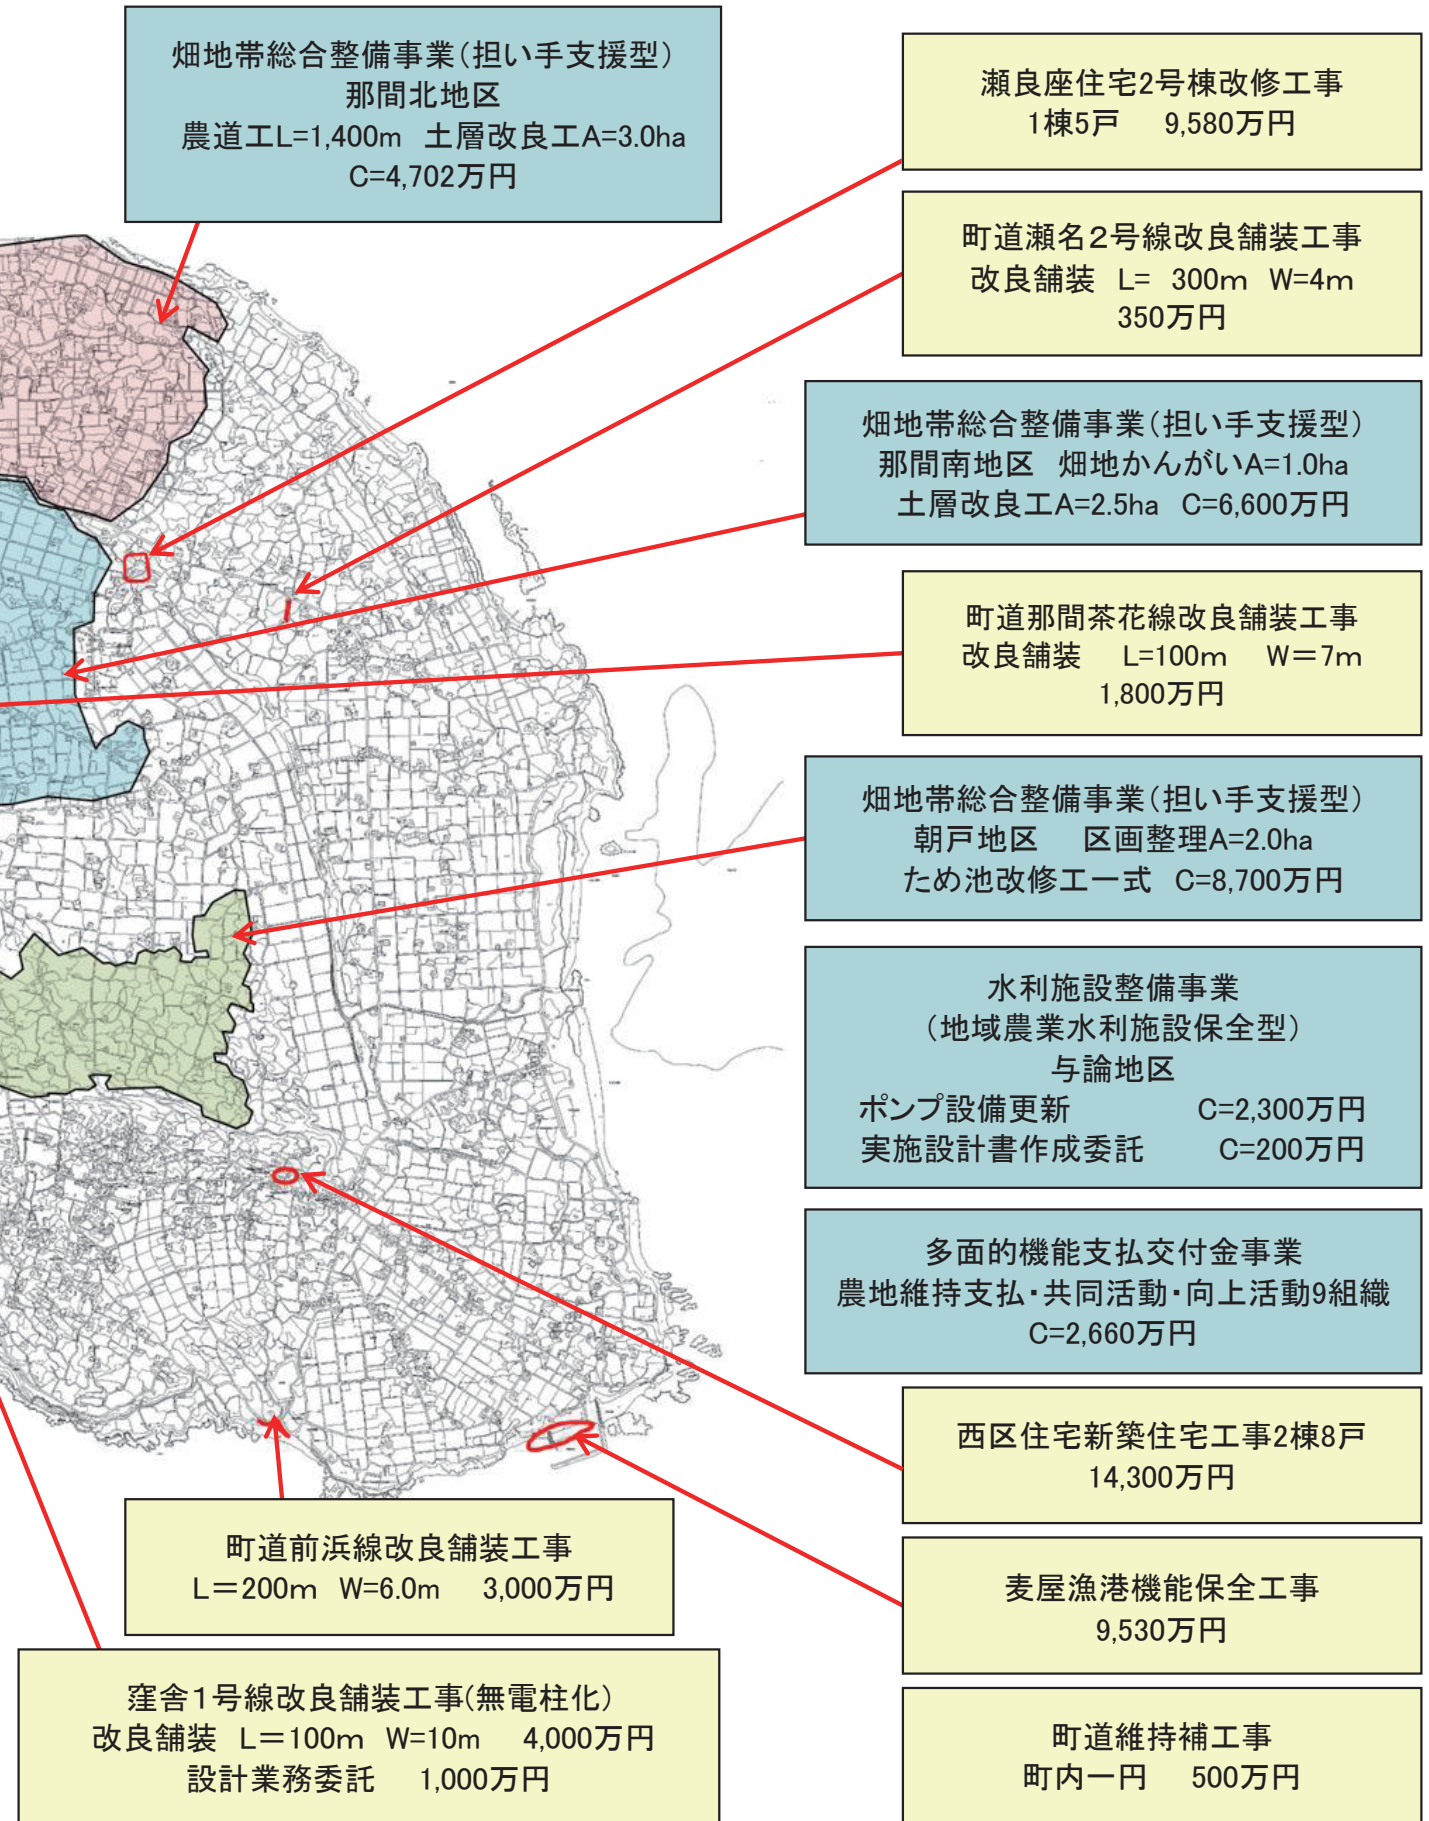 畑地帯総合整備事業(担い手支援型)
那間北地区
農道工L=1,400m 土層改良工A=3.0ha
C=4,702万円
瀬良座住宅2号棟改修工事
1棟5戸 9,580万円
町道瀬名2号線改良舗装工事
改良舗装 L= 300m W=4m
350万円
畑地帯総合整備事業(担い手支援型)
那間南地区 畑地かんがいA=1.0ha
土層改良工A=2.5ha C=6,600万円
町道那間茶花線改良舗装工事
改良舗装 L=100m W=7m
1,800万円
畑地帯総合整備事業(担い手支援型)
朝戸地区 区画整理A=2.0ha
ため池改修工一式 C=8,700万円
水利施設整備事業
(地域農業水利施設保全型)
与論地区
ポンプ設備更新 C=2,300万円
実施設計書作成委託 C=200万円
多面的機能支払交付金事業
農地維持支払・共同活動・向上活動9組織
C=2,660万円
西区住宅新築住宅工事2棟8戸
14,300万円
町道前浜線改良舗装工事
L=200m W=6.0m 3,000万円
麦屋漁港機能保全工事
9,530万円
窪舎1号線改良舗装工事(無電柱化)
改良舗装 L=100m W=10m 4,000万円
設計業務委託 1,000万円
町道維持補工事
町内一円 500万円